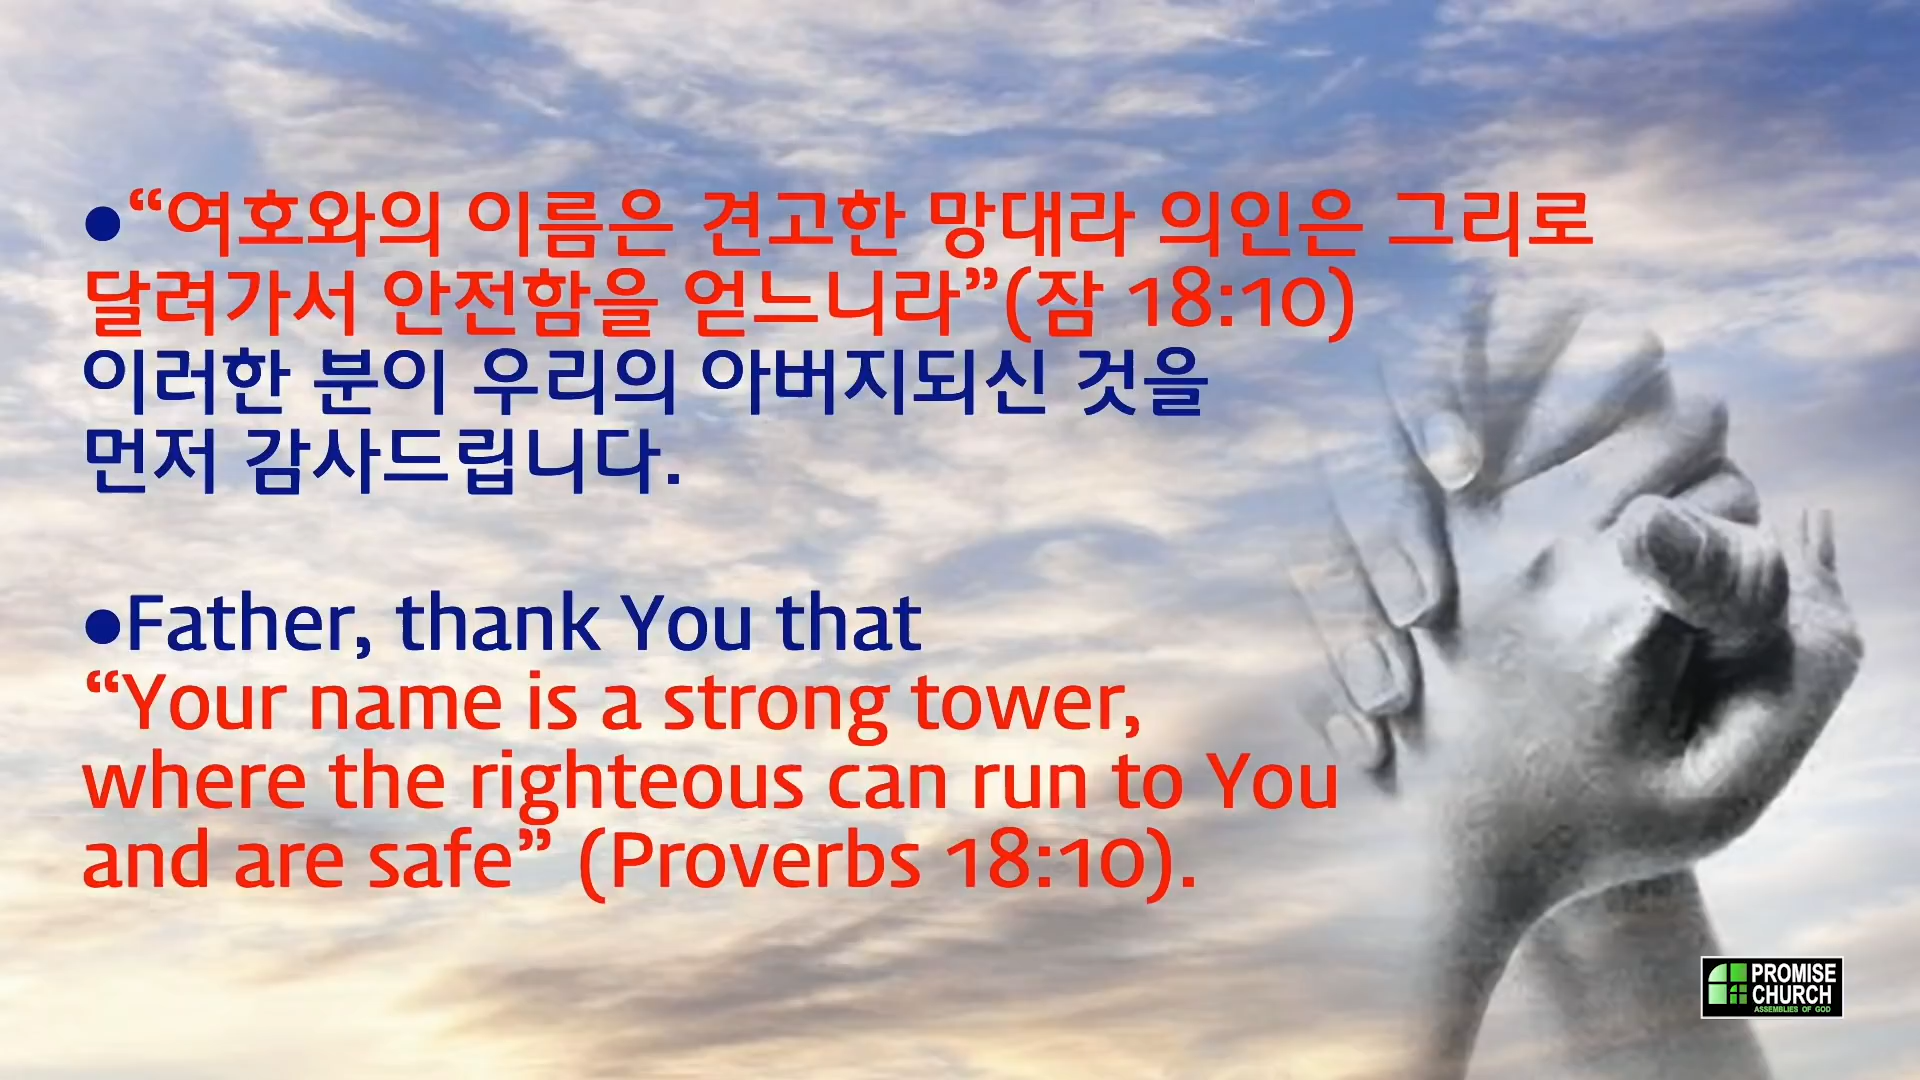 ●“여호와의 이름은 견고한 망대라 의인은 그리로
달려가서 안전함을 얻느니라”(잠 18:10)
이러한 분이 우리의 아버지되신 것을
먼저 감사드립니다.
●Father, thank You that
“Your name is a strong tower,
where the righteous can run to You
and are safe” (Proverbs 18:10).
PROMISE
CHURCH
ASSEMBLIES OF GOD